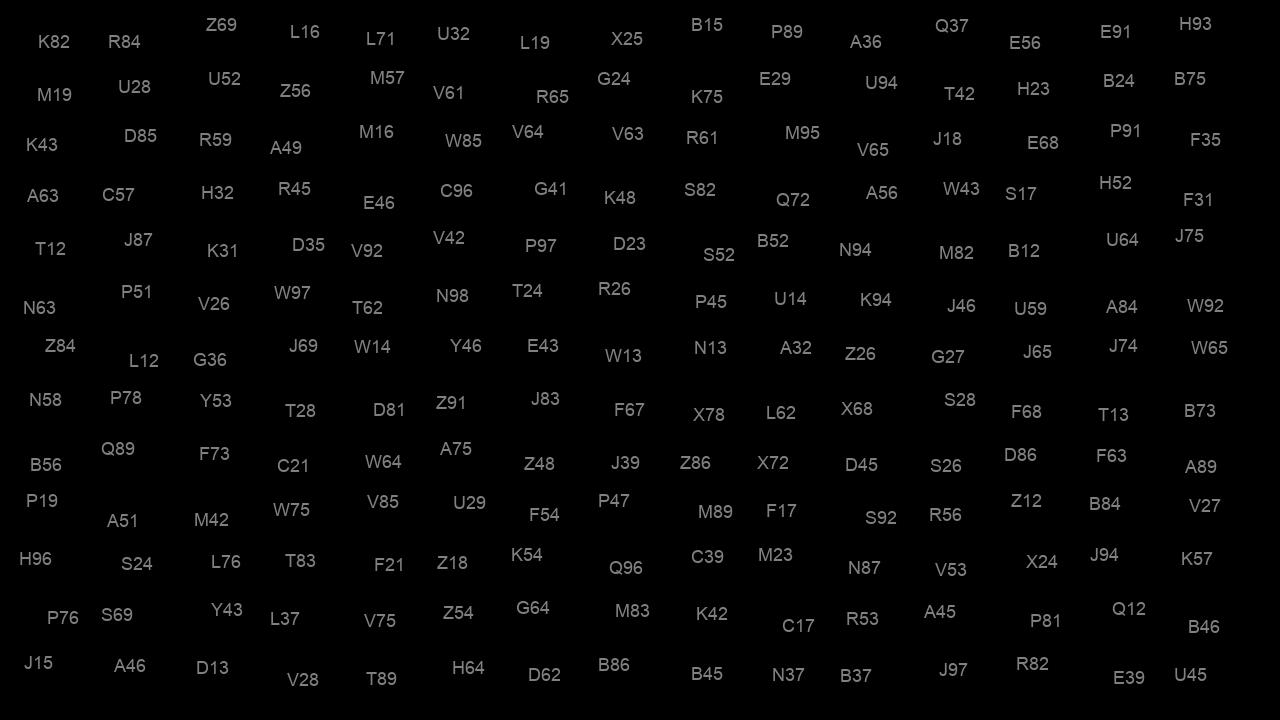 K82 R84 Z69 L16 L71 U32 L19 X25 B15 P89 A36 Q37 E56 E91 H93
M19 U28 U52 Z56 M57 V61 R65 G24 K75 E29 U94 T42 H23 B24 B75
K43 D85 R59 A49 M16 W85 V64 V63 R61 M95 V65 J18 E68 P91 F35
A63 C57 H32 R45 E46 C96 G41 K48 S82 Q72 A56 W43 S17 H52 F31
T12 J87 K31 D35 V92 V42 P97 D23 S52 B52 N94 M82 B12 U64 J75
N63 P51 V26 W97 T62 N98 T24 R26 P45 U14 K94 J46 U59 A84 W92
Z84 L12 G36 J69 W14 Y46 E43 W13 N13 A32 Z26 G27 J65 J74 W65
N58 P78 Y53 T28 D81 Z91 J83 F67 X78 L62 X68 S28 F68 T13 B73
B56 Q89 F73 C21 W64 A75 Z48 J39 Z86 X72 D45 S26 D86 F63 A89
P19 A51 M42 W75 V85 U29 F54 P47 M89 F17 S92 R56 Z12 B84 V27
H96 S24 L76 T83 F21 Z18 K54 Q96 C39 M23 N87 V53 X24 J94 K57
P76 S69 Y43 L37 V75 Z54 G64 M83 K42 C17 R53 A45 P81 Q12 B46
J15 A46 D13 V28 T89 H64 D62 B86 B45 N37 B37 J97 R82 E39 U45